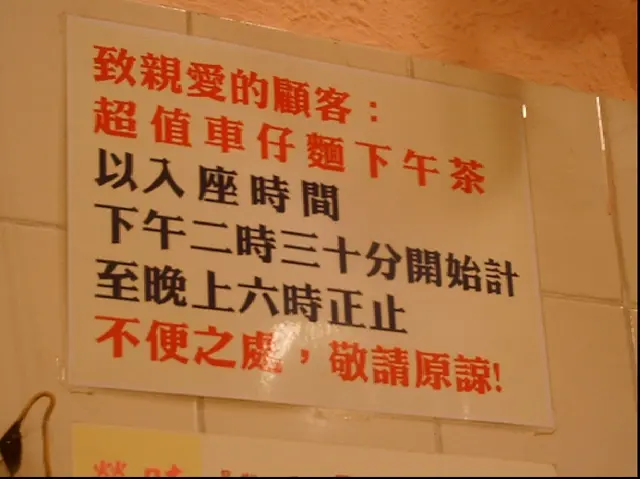 致親愛的顧客：
超值車仔麵下午茶
以入座時間
下午二時三十分開始計
至晚上六時正止
不便之處，敬請原諒!